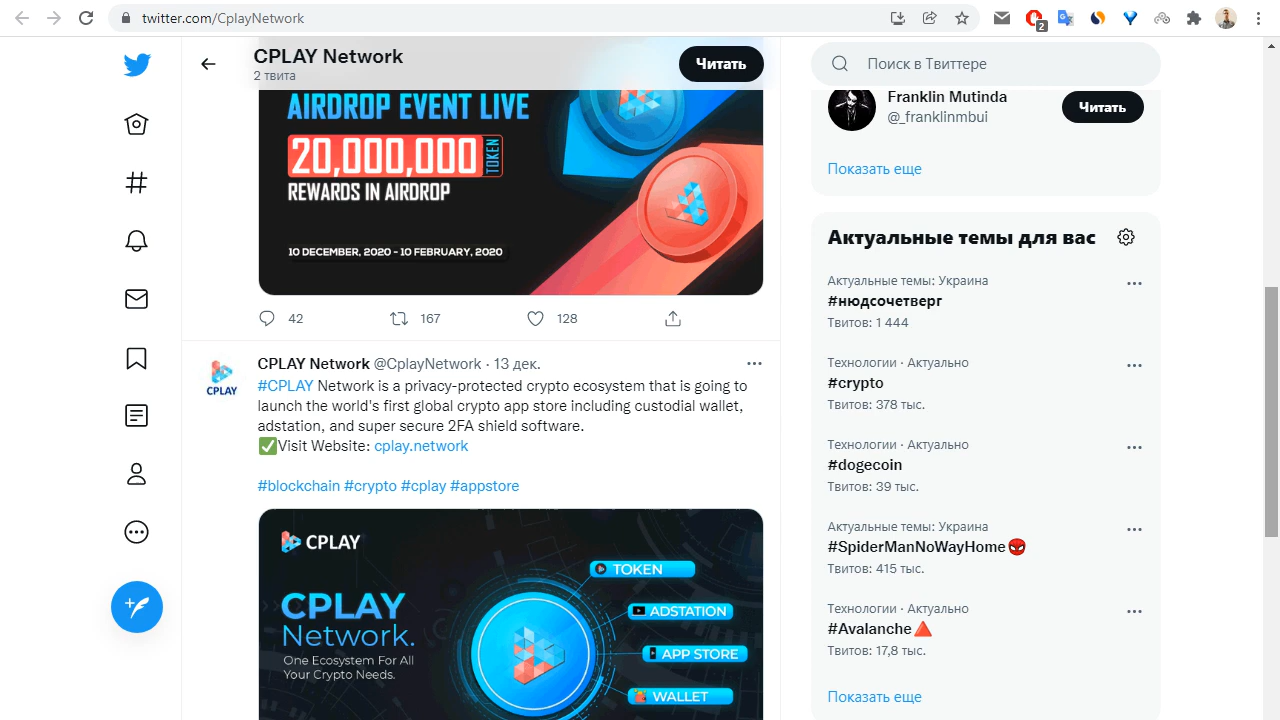 twitter.com/CplayNetwork
2
CPLAY Network
2 твита
Читать
AIRDROP EVENT LIVE
20,000,000 TOKEN
REWARDS IN AIRDROP
10 DECEMBER, 2020 - 10 FEBRUARY, 2020
42 167 128
CPLAY
CPLAY Network @CplayNetwork · 13 дек.
#CPLAY Network is a privacy-protected crypto ecosystem that is going to
launch the world's first global crypto app store including custodial wallet,
adstation, and super secure 2FA shield software.
✅Visit Website: cplay.network
#blockchain #crypto #cplay #appstore
CPLAY
CPLAY
Network.
One Ecosystem For All
Your Crypto Needs.
TOKEN
ADSTATION
APP STORE
WALLET
Поиск в Твиттере
Franklin Mutinda
@_franklinmbui
Читать
Показать еще
Актуальные темы для вас
Актуальные темы: Украина
#нюдсочетверг
Твитов: 1 444
Технологии · Актуально
#crypto
Твитов: 378 тыс.
Технологии · Актуально
#dogecoin
Твитов: 39 тыс.
Актуальные темы: Украина
#SpiderManNoWayHome
Твитов: 415 тыс.
Технологии · Актуально
#Avalanche🔺
Твитов: 17,8 тыс.
Показать еще